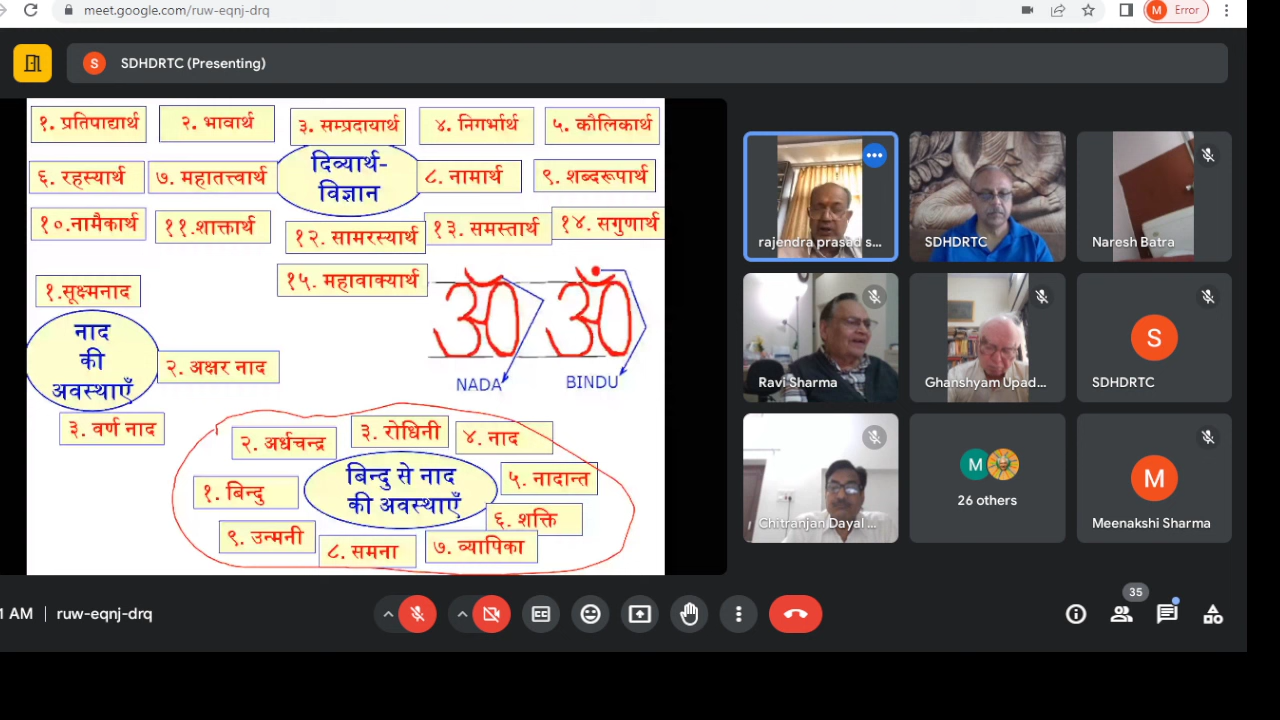 meet.google.com/ruw-eqnj-drq
M Error
S SDHDRTC (Presenting)
१. प्रतिपाद्यार्थ
२. भावार्थ
३. सम्प्रदायार्थ
४. निगर्भार्थ
५. कौलिकार्थ
दिव्यार्थ-
विज्ञान
६. रहस्यार्थ
७. महातत्त्वार्थ
८. नामार्थ
९. शब्दरूपार्थ
१०.नामैकार्थ
११.शाक्तार्थ
१२. सामरस्यार्थ
१३. समस्तार्थ
१४. सगुणार्थ
१५. महावाक्यार्थ
१.सूक्ष्मनाद
नाद
की
अवस्थाएँ
२. अक्षर नाद
३. वर्ण नाद
ॐ ॐ
NADA
BINDU
२. अर्धचन्द्र
३. रोधिनी
४. नाद
बिन्दु से नाद
की अवस्थाएँ
१. बिन्दु
५. नादान्त
६. शक्ति
९. उन्मनी
८. समना
७. व्यापिका
rajendra prasad s...
SDHDRTC
Naresh Batra
Ravi Sharma
Ghanshyam Upad...
S
SDHDRTC
Chitranjan Dayal ...
M
26 others
M
Meenakshi Sharma
1 AM | ruw-eqnj-drq
35